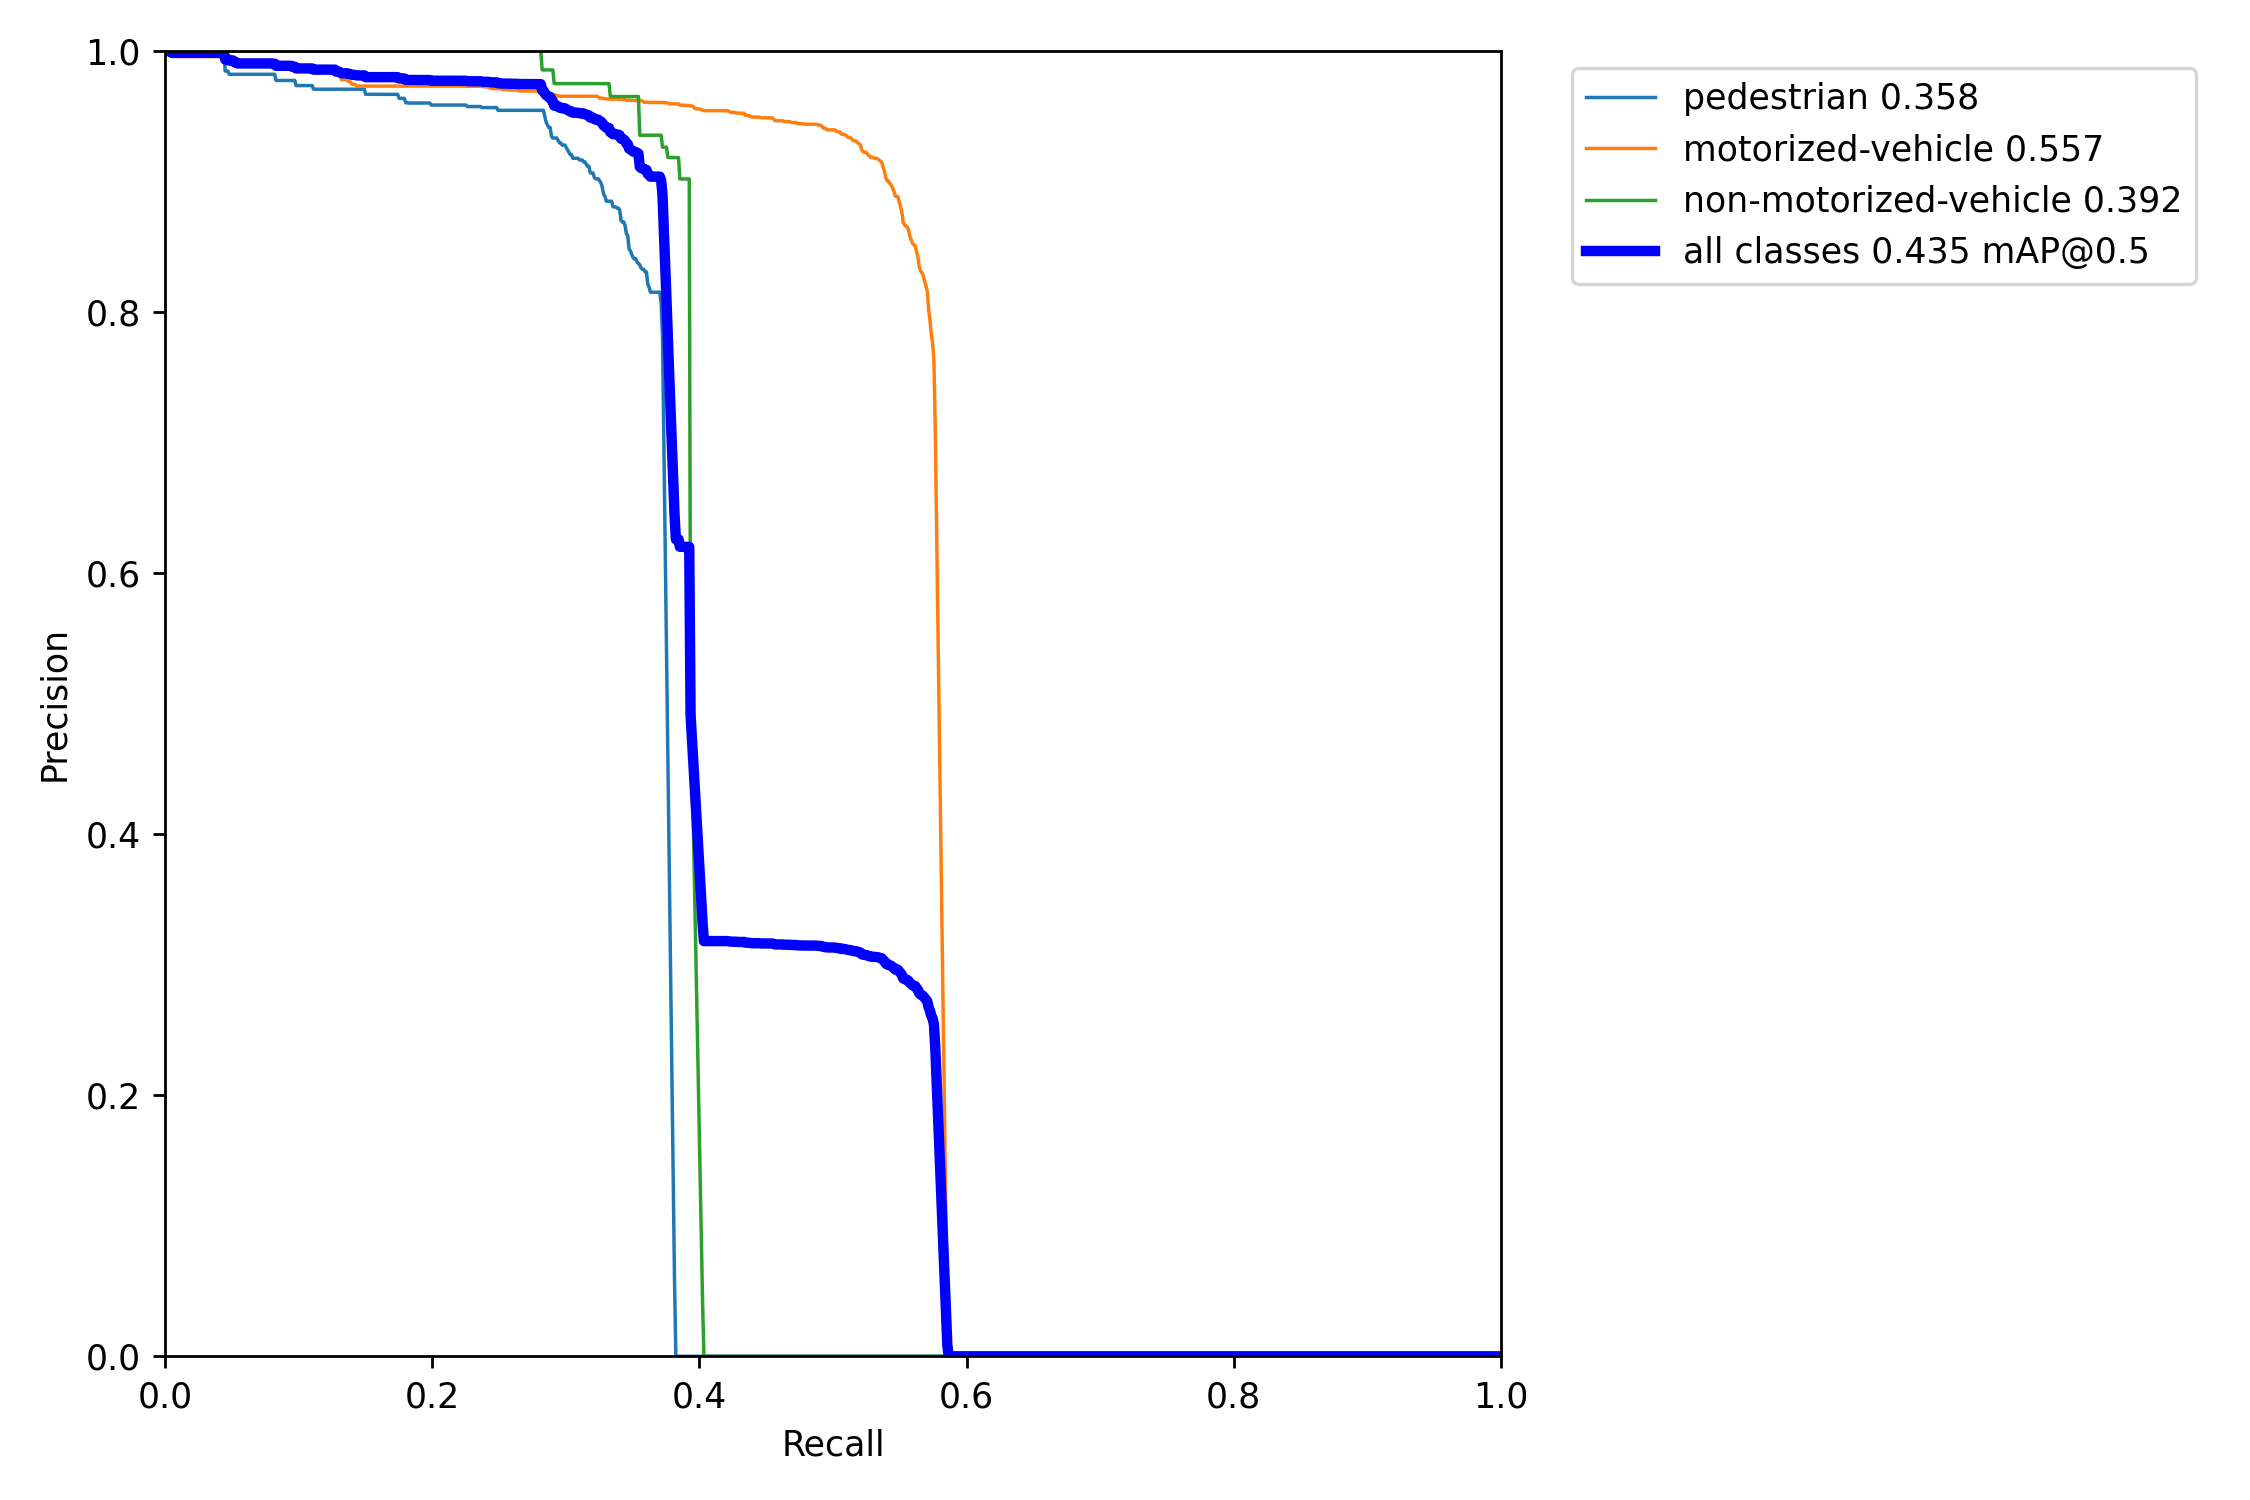 1.0
0.8
0.6
0.4
0.2
0.0
Precision
0.0 0.2 0.4 0.6 0.8 1.0
Recall
pedestrian 0.358
motorized-vehicle 0.557
non-motorized-vehicle 0.392
all classes 0.435 mAP@0.5